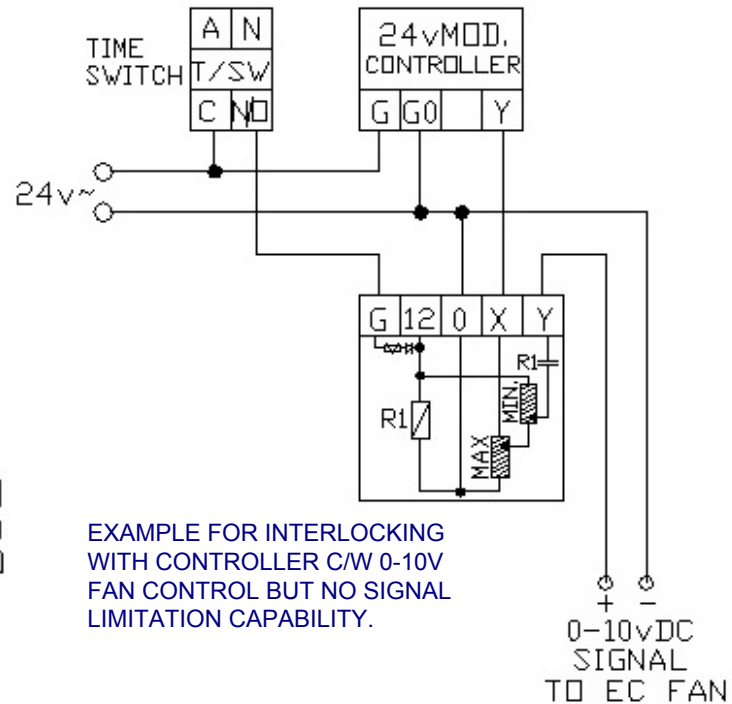 TIME
SWITCH
A N
T/SW
C NO
24vMOD.
CONTROLLER
G G0 Y
24v~
G 12 0 X Y
R1
MIN.
R1
MAX
EXAMPLE FOR INTERLOCKING
WITH CONTROLLER C/W 0-10V
FAN CONTROL BUT NO SIGNAL
LIMITATION CAPABILITY.
+ -
0-10vDC
SIGNAL
TO EC FAN